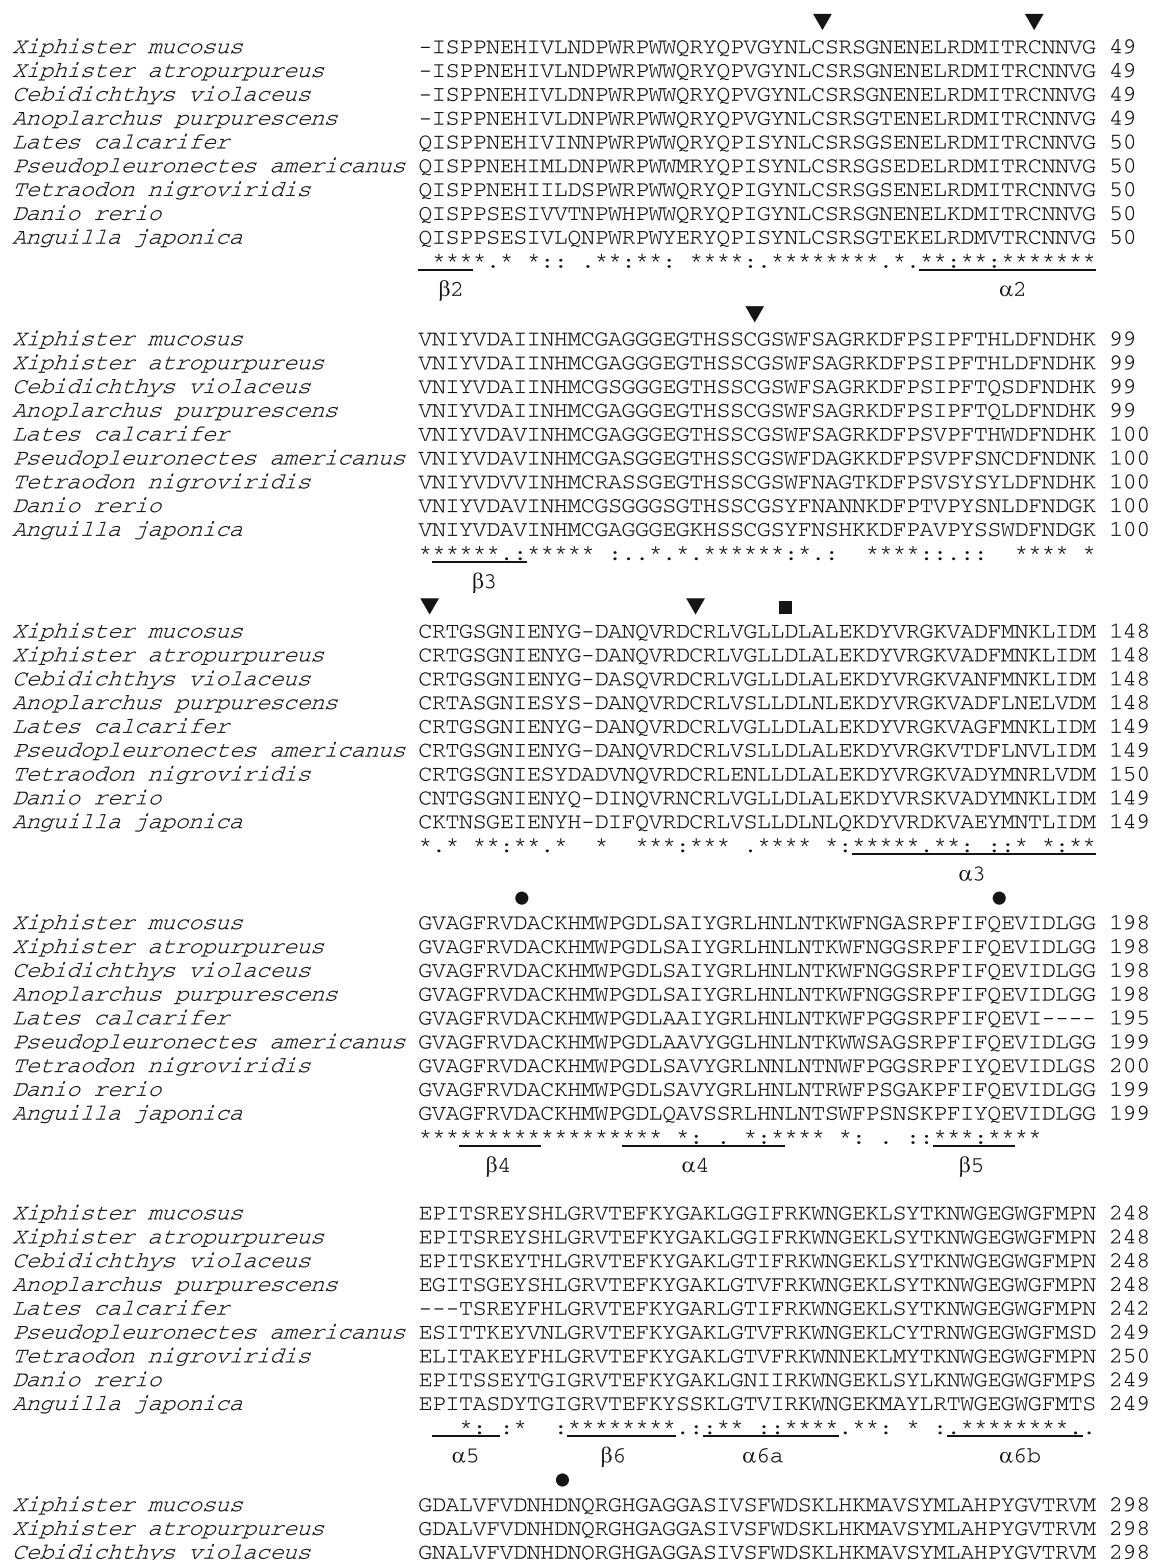 Xiphister mucosus -ISPPNEHIVLNDPWRPWWQRYQPVGYNLCSRSGNENELRDMITRCNNVG 49
Xiphister atropurpureus -ISPPNEHIVLNDPWRPWWQRYQPVGYNLCSRSGNENELRDMITRCNNVG 49
Cebidichthys violaceus -ISPPNEHIVLDNPWRPWWQRYQPVGYNLCSRSGNENELRDMITRCNNVG 49
Anoplarchus purpurescens -ISPPNEHIVLDNPWRPWWQRYQPVGYNLCSRSGTENELRDMITRCNNVG 49
Lates calcarifer QISPPNEHIVINNPWRPWWQRYQPISYNLCSRSGSENELRDMITRCNNVG 50
Pseudopleuronectes americanus QISPPNEHIMLDNPWRPWWMRYQPISYNLCSRSGSEDELRDMITRCNNVG 50
Tetraodon nigroviridis QISPPNEHIILDSPWRPWWQRYQPISYNLCSRSGSENELRDMITRCNNVG 50
Danio rerio QISPPSESIVVTNPWHPWWQRYQPIGYNLCSRSGNENELKDMITRCNNVG 50
Anguilla japonica QISPPSESIVLQNPWRPWYERYQPISYNLCSRSGTEKELRDMVTRCNNVG 50
****.* *:: .**:**: ****:.********.*.**:**:*******
β2 α2
Xiphister mucosus VNIYVDAIINHMCGAGGGEGTHSSCGSWFSAGRKDFPSIPFTHLDFNDHK 99
Xiphister atropurpureus VNIYVDAIINHMCGAGGGEGTHSSCGSWFSAGRKDFPSIPFTHLDFNDHK 99
Cebidichthys violaceus VNIYVDAIINHMCGSGGGEGTHSSCGSWFSAGRKDFPSIPFTQSDFNDHK 99
Anoplarchus purpurescens VNIYVDAIINHMCGAGGGEGTHSSCGSWFSAGRKDFPSIPFTQLDFNDHK 99
Lates calcarifer VNIYVDAVINHMCGAGGGEGTHSSCGSWFSAGRKDFPSVPFTHWDFNDHK 100
Pseudopleuronectes americanus VNIYVDAVINHMCGASGGEGTHSSCGSWFDAGKKDFPSVPFSNCDFNDNK 100
Tetraodon nigroviridis VNIYVDVVINHMCRASSGEGTHSSCGSWFNAGTKDFPSVSYSYLDFNDHK 100
Danio rerio VNIYVDAVINHMCGAGGGSGTHSSCGSYFNANNKDFPTVPYSNLDFNDGK 100
Anguilla japonica VNIYVDAVINHMCGAGGGEGKHSSCGSYFNSHKKDFPAVPYSSWDFNDGK 100
******.:***** :..*.*.******:*.: ****::.:: **** *
β3
Xiphister mucosus CRTGSGNIENYG-DANQVRDCRLVGLLDLALEKDYVRGKVADFMNKLIDM 148
Xiphister atropurpureus CRTGSGNIENYG-DANQVRDCRLVGLLDLALEKDYVRGKVADFMNKLIDM 148
Cebidichthys violaceus CRTGSGNIENYG-DASQVRDCRLVGLLDLALEKDYVRGKVANFMNKLIDM 148
Anoplarchus purpurescens CRTASGNIESYS-DANQVRDCRLVSLLDLNLEKDYVRGKVADFLNELVDM 148
Lates calcarifer CRTGSGNIENYG-DANQVRDCRLVGLLDLALEKDYVRGKVAGFMNKLIDM 149
Pseudopleuronectes americanus CRTGSGNIENYG-DANQVRDCRLVSLLDLALEKDYVRGKVTDFLNVLIDM 149
Tetraodon nigroviridis CRTGSGNIESYDADVNQVRDCRLENLLDLALEKDYVRGKVADYMNRLVDM 150
Danio rerio CNTGSGNIENYQ-DINQVRNCRLVGLLDLALEKDYVRSKVADYMNKLIDM 149
Anguilla japonica CKTNSGEIENYH-DIFQVRDCRLVSLLDLNLQKDYVRDKVAEYMNTLIDM 149
*.* **:**.* * ***:*** .**** *:*****.**: ::* *:**
α3
Xiphister mucosus GVAGFRVDACKHMWPGDLSAIYGRLHNLNTKWFNGASRPFIFQEVIDLGG 198
Xiphister atropurpureus GVAGFRVDACKHMWPGDLSAIYGRLHNLNTKWFNGGSRPFIFQEVIDLGG 198
Cebidichthys violaceus GVAGFRVDACKHMWPGDLSAIYGRLHNLNTKWFNGGSRPFIFQEVIDLGG 198
Anoplarchus purpurescens GVAGFRVDACKHMWPGDLSAIYGRLHNLNTKWFNGGSRPFIFQEVIDLGG 198
Lates calcarifer GVAGFRVDACKHMWPGDLAAIYGRLHNLNTKWFPGGSRPFIFQEVI---- 195
Pseudopleuronectes americanus GVAGFRVDACKHMWPGDLAAVYGGLNNLNTKWWSAGSRPFIFQEVIDLGG 199
Tetraodon nigroviridis GVAGFRVDACKHMWPGDLSAVYGRLNNLNTNWFPGGSRPFIYQEVIDLGS 200
Danio rerio GVAGFRVDACKHMWPGDLSAVYGRLHNLNTRWFPSGAKPFIFQEVIDLGG 199
Anguilla japonica GVAGFRVDACKHMWPGDLQAVSSRLHNLNTSWFPSNSKPFIYQEVIDLGG 199
****************** *: . *:**** *: . ::***:****
β4 α4 β5
Xiphister mucosus EPITSREYSHLGRVTEFKYGAKLGGIFRKWNGEKLSYTKNWGEGWGFMPN 248
Xiphister atropurpureus EPITSREYSHLGRVTEFKYGAKLGGIFRKWNGEKLSYTKNWGEGWGFMPN 248
Cebidichthys violaceus EPITSKEYTHLGRVTEFKYGAKLGTIFRKWNGEKLSYTKNWGEGWGFMPN 248
Anoplarchus purpurescens EGITSGEYSHLGRVTEFKYGAKLGTVFRKWNGEKLSYTKNWGEGWGFMPN 248
Lates calcarifer ---TSREYFHLGRVTEFKYGARLGTIFRKWNGEKLSYTKNWGEGWGFMPN 242
Pseudopleuronectes americanus ESITTKEYVNLGRVTEFKYGAKLGTVFRKWNGEKLCYTRNWGEGWGFMSD 249
Tetraodon nigroviridis ELITAKEYFHLGRVTEFKYGAKLGTVFRKWNNEKLMYTKNWGEGWGFMPN 250
Danio rerio EPITSSEYTGIGRVTEFKYGAKLGNIIRKWNGEKLSYLKNWGEGWGFMPS 249
Anguilla japonica EPITASDYTGIGRVTEFKYSSKLGTVIRKWNGEKMAYLRTWGEGWGFMTS 249
*: :* :********.::** ::****.**: * :.********..
α5 β6 α6a α6b
Xiphister mucosus GDALVFVDNHDNQRGHGAGGASIVSFWDSKLHKMAVSYMLAHPYGVTRVM 298
Xiphister atropurpureus GDALVFVDNHDNQRGHGAGGASIVSFWDSKLHKMAVSYMLAHPYGVTRVM 298
Cebidichthys violaceus GNALVFVDNHDNQRGHGAGGASIVSFWDSKLHKMAVSYMLAHPYGVTRVM 298